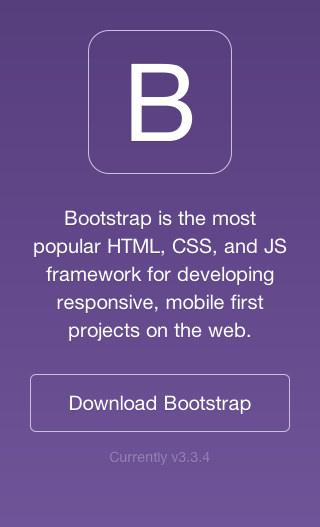 B
Bootstrap is the most
popular HTML, CSS, and JS
framework for developing
responsive, mobile first
projects on the web.
Download Bootstrap
Currently v3.3.4